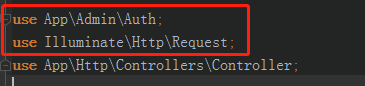 use App\Admin\Auth;
use Illuminate\Http\Request;
use App\Http\Controllers\Controller;